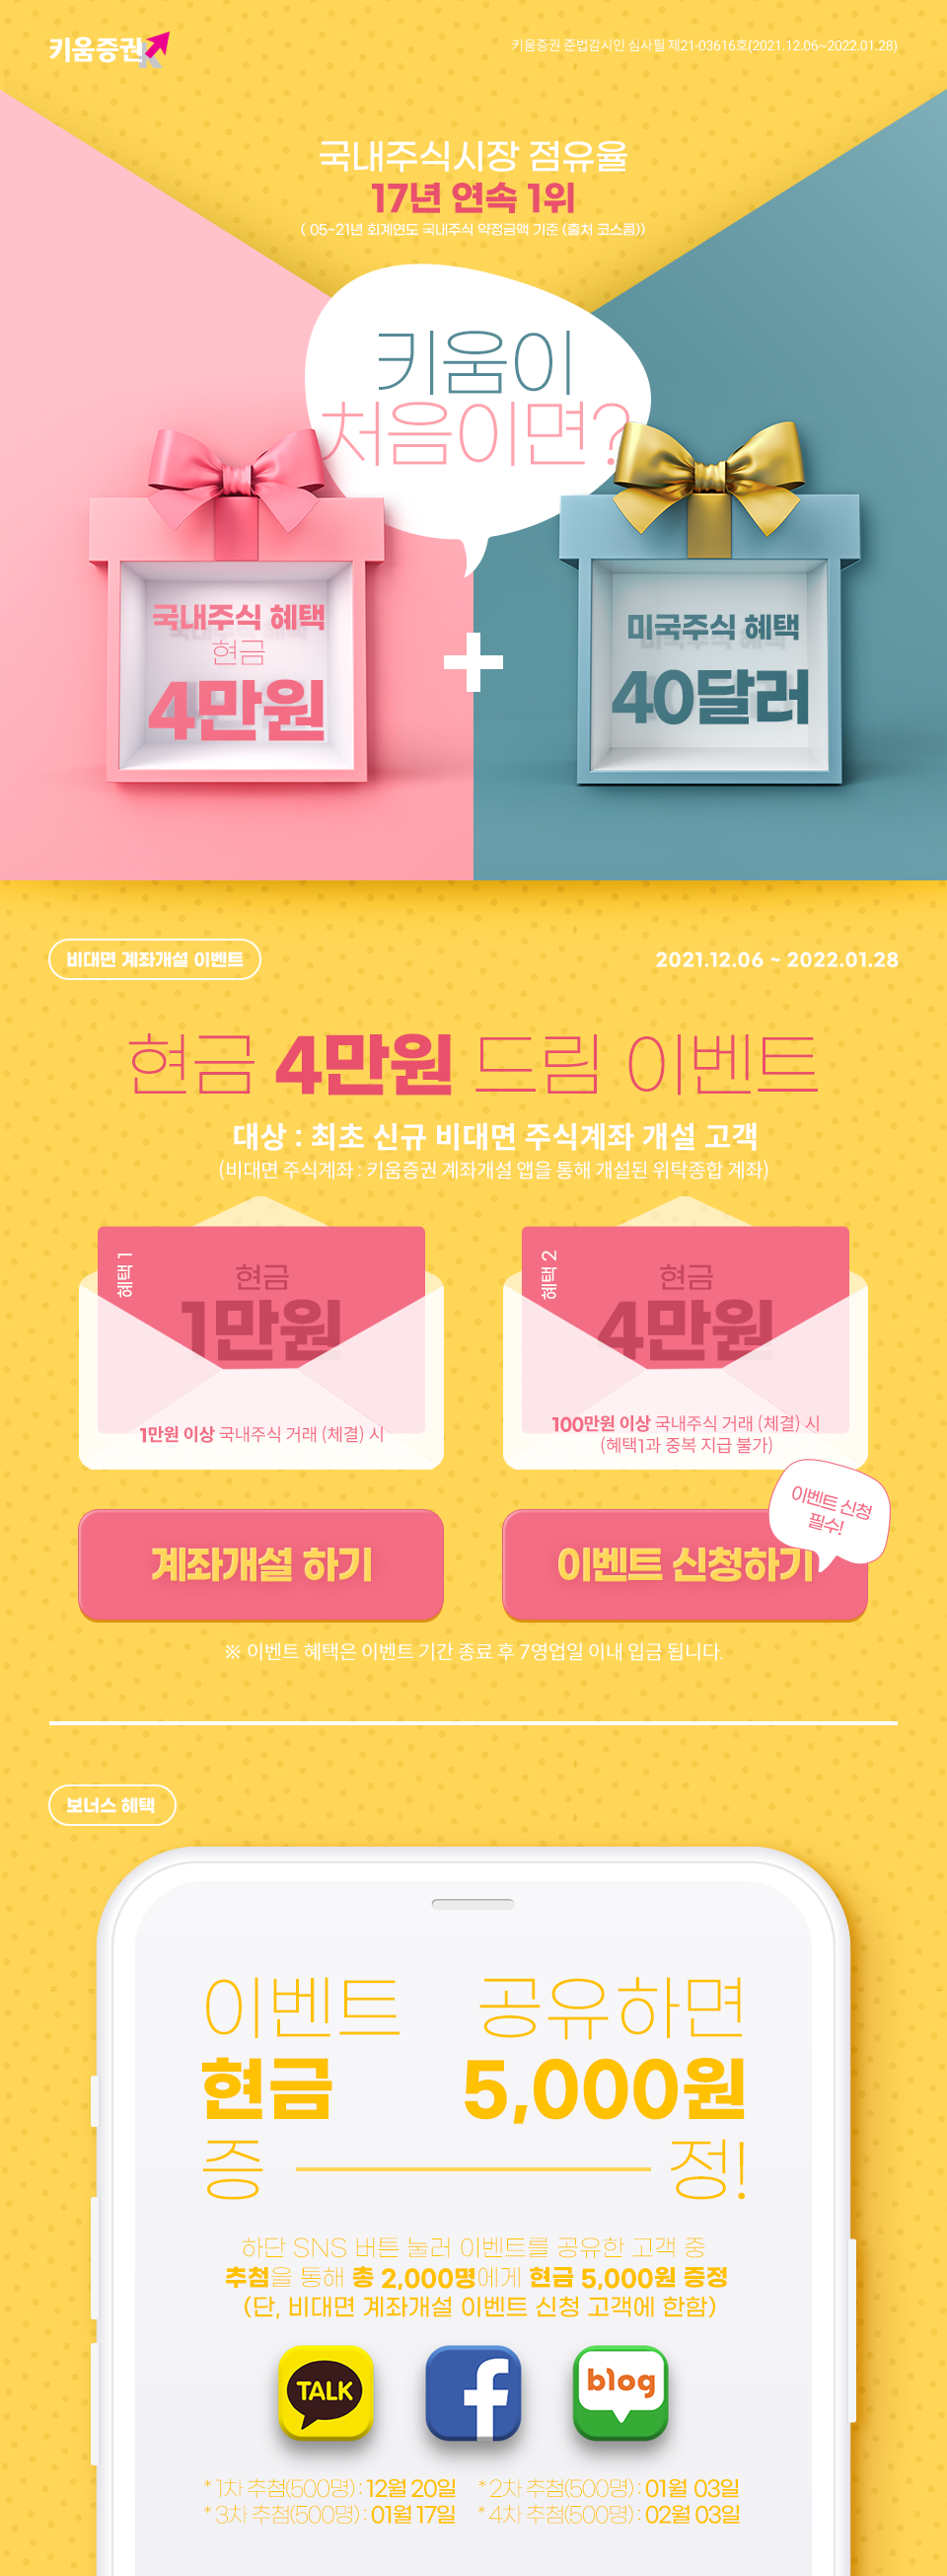 키움증권
키움증권 준법감시인 심사필 제21-03616호(2021.12.06~2022.01.28)
국내주식시장 점유율
17년 연속 1위
( 05~21년 회계연도 국내주식 약정금액 기준 (출처 코스콤))
키움이
처음이면?
국내주식 혜택
현금
4만원
+
미국주식 혜택
40달러
비대면 계좌개설 이벤트
2021.12.06 ~ 2022.01.28
현금 4만원 드림 이벤트
대상 : 최초 신규 비대면 주식계좌 개설 고객
(비대면 주식계좌 : 키움증권 계좌개설 앱을 통해 개설된 위탁종합 계좌)
혜택 1
현금
1만원
1만원 이상 국내주식 거래 (체결) 시
혜택 2
현금
4만원
100만원 이상 국내주식 거래 (체결) 시
(혜택1과 중복 지급 불가)
이벤트 신청
필수!
계좌개설 하기
이벤트 신청하기
※ 이벤트 혜택은 이벤트 기간 종료 후 7영업일 이내 입금 됩니다.
보너스 혜택
이벤트 공유하면
현금 5,000원
증 정!
하단 SNS 버튼 눌러 이벤트를 공유한 고객 중
추첨을 통해 총 2,000명에게 현금 5,000원 증정
(단, 비대면 계좌개설 이벤트 신청 고객에 한함)
TALK
f
blog
* 1차 추첨(500명) : 12월 20일
* 2차 추첨(500명) : 01월 03일
* 3차 추첨(500명) : 01월 17일
* 4차 추첨(500명) : 02월 03일